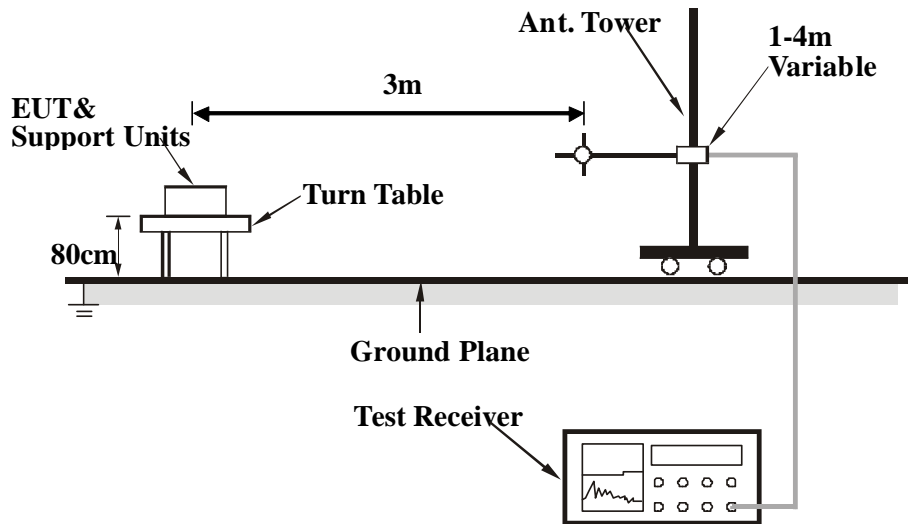 Ant. Tower
1-4m
Variable
3m
EUT&
Support Units
Turn Table
80cm
Ground Plane
Test Receiver